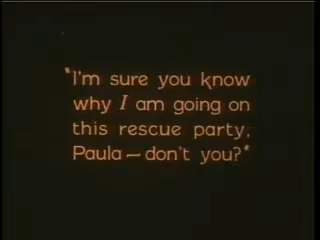 "I'm sure you know
why I am going on
this rescue party,
Paula — don't you?"